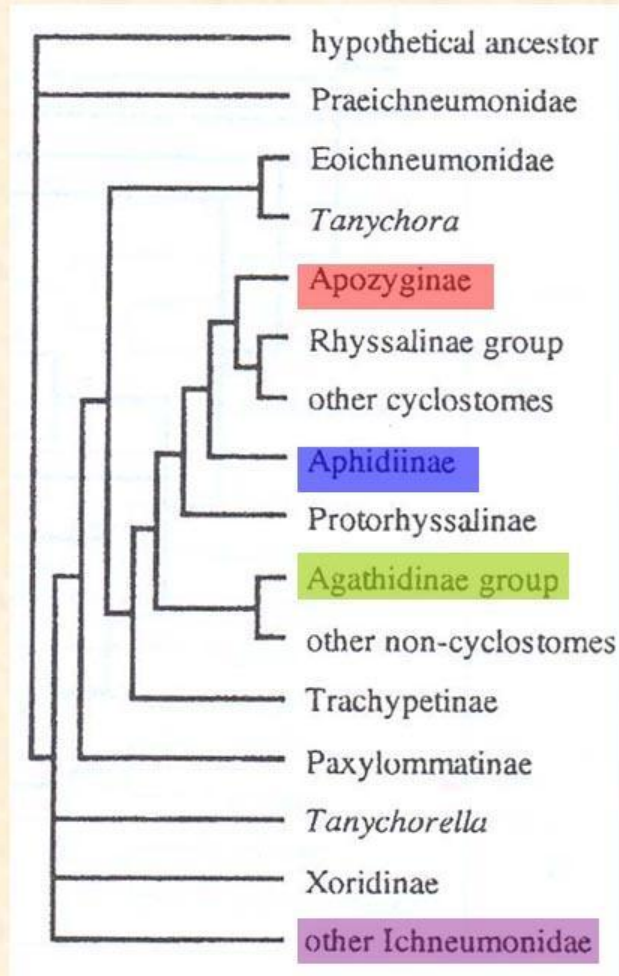 hypothetical ancestor
Praeichneumonidae
Eoichneumonidae
Tanychora
Apozyginae
Rhyssalinae group
other cyclostomes
Aphidiinae
Protorhyssalinae
Agathidinae group
other non-cyclostomes
Trachypetinae
Paxylommatinae
Tanychorella
Xoridinae
other Ichneumonidae